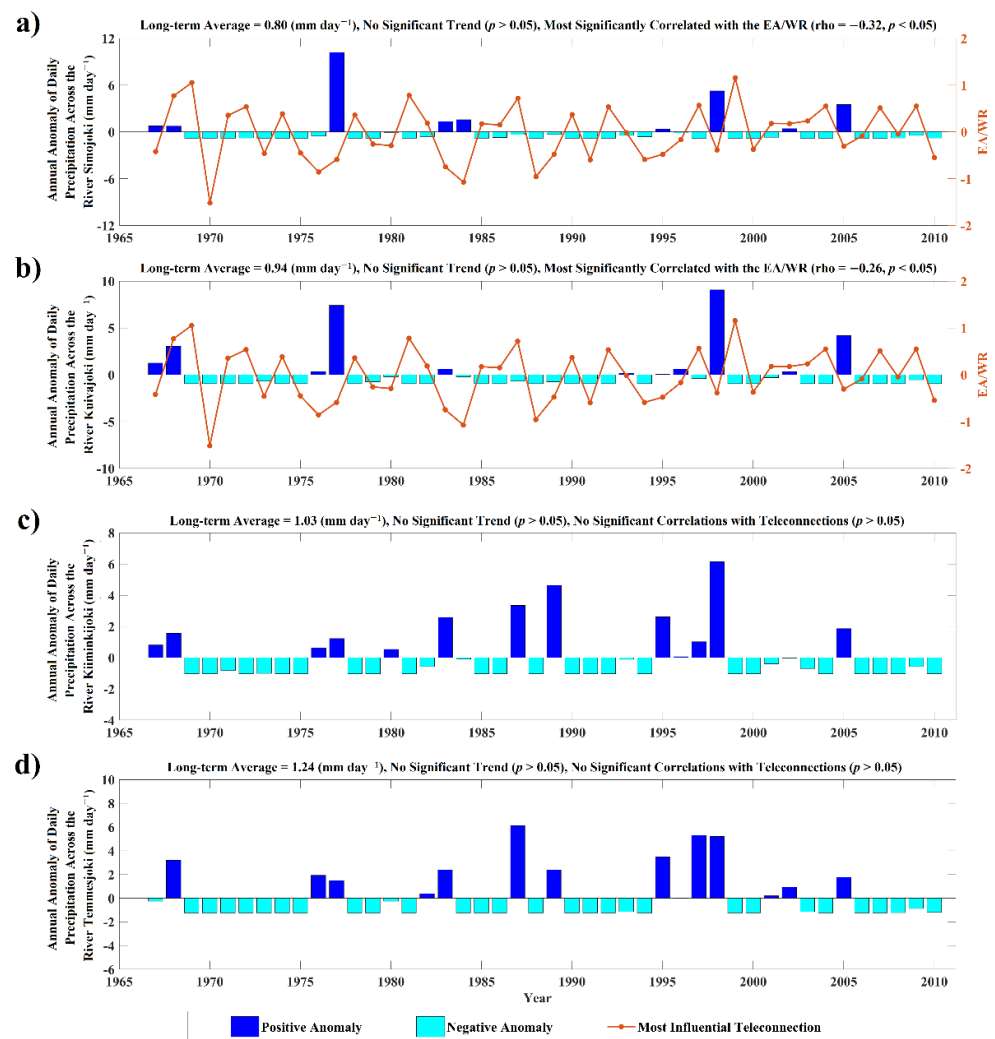 a)
Long-term Average = 0.80 (mm day⁻¹), No Significant Trend (p > 0.05), Most Significantly Correlated with the EA/WR (rho = −0.32, p < 0.05)
Annual Anomaly of Daily
Precipitation Across the
River Simojoki (mm day⁻¹)
12
6
0
-6
-12
2
1
0
-1
-2
EA/WR
1965 1970 1975 1980 1985 1990 1995 2000 2005 2010
b)
Long-term Average = 0.94 (mm day⁻¹), No Significant Trend (p > 0.05), Most Significantly Correlated with the EA/WR (rho = −0.26, p < 0.05)
Annual Anomaly of Daily
Precipitation Across the
River Kuivajoki (mm day⁻¹)
10
5
0
-5
-10
2
1
0
-1
-2
EA/WR
1965 1970 1975 1980 1985 1990 1995 2000 2005 2010
c)
Long-term Average = 1.03 (mm day⁻¹), No Significant Trend (p > 0.05), No Significant Correlations with Teleconnections (p > 0.05)
Annual Anomaly of Daily
Precipitation Across the
River Kiiminkijoki (mm day⁻¹)
8
6
4
2
0
-2
-4
1965 1970 1975 1980 1985 1990 1995 2000 2005 2010
d)
Long-term Average = 1.24 (mm day⁻¹), No Significant Trend (p > 0.05), No Significant Correlations with Teleconnections (p > 0.05)
Annual Anomaly of Daily
Precipitation Across the
River Temmesjoki (mm day⁻¹)
10
8
6
4
2
0
-2
-4
-6
1965 1970 1975 1980 1985 1990 1995 2000 2005 2010
Year
Positive Anomaly Negative Anomaly Most Influential Teleconnection